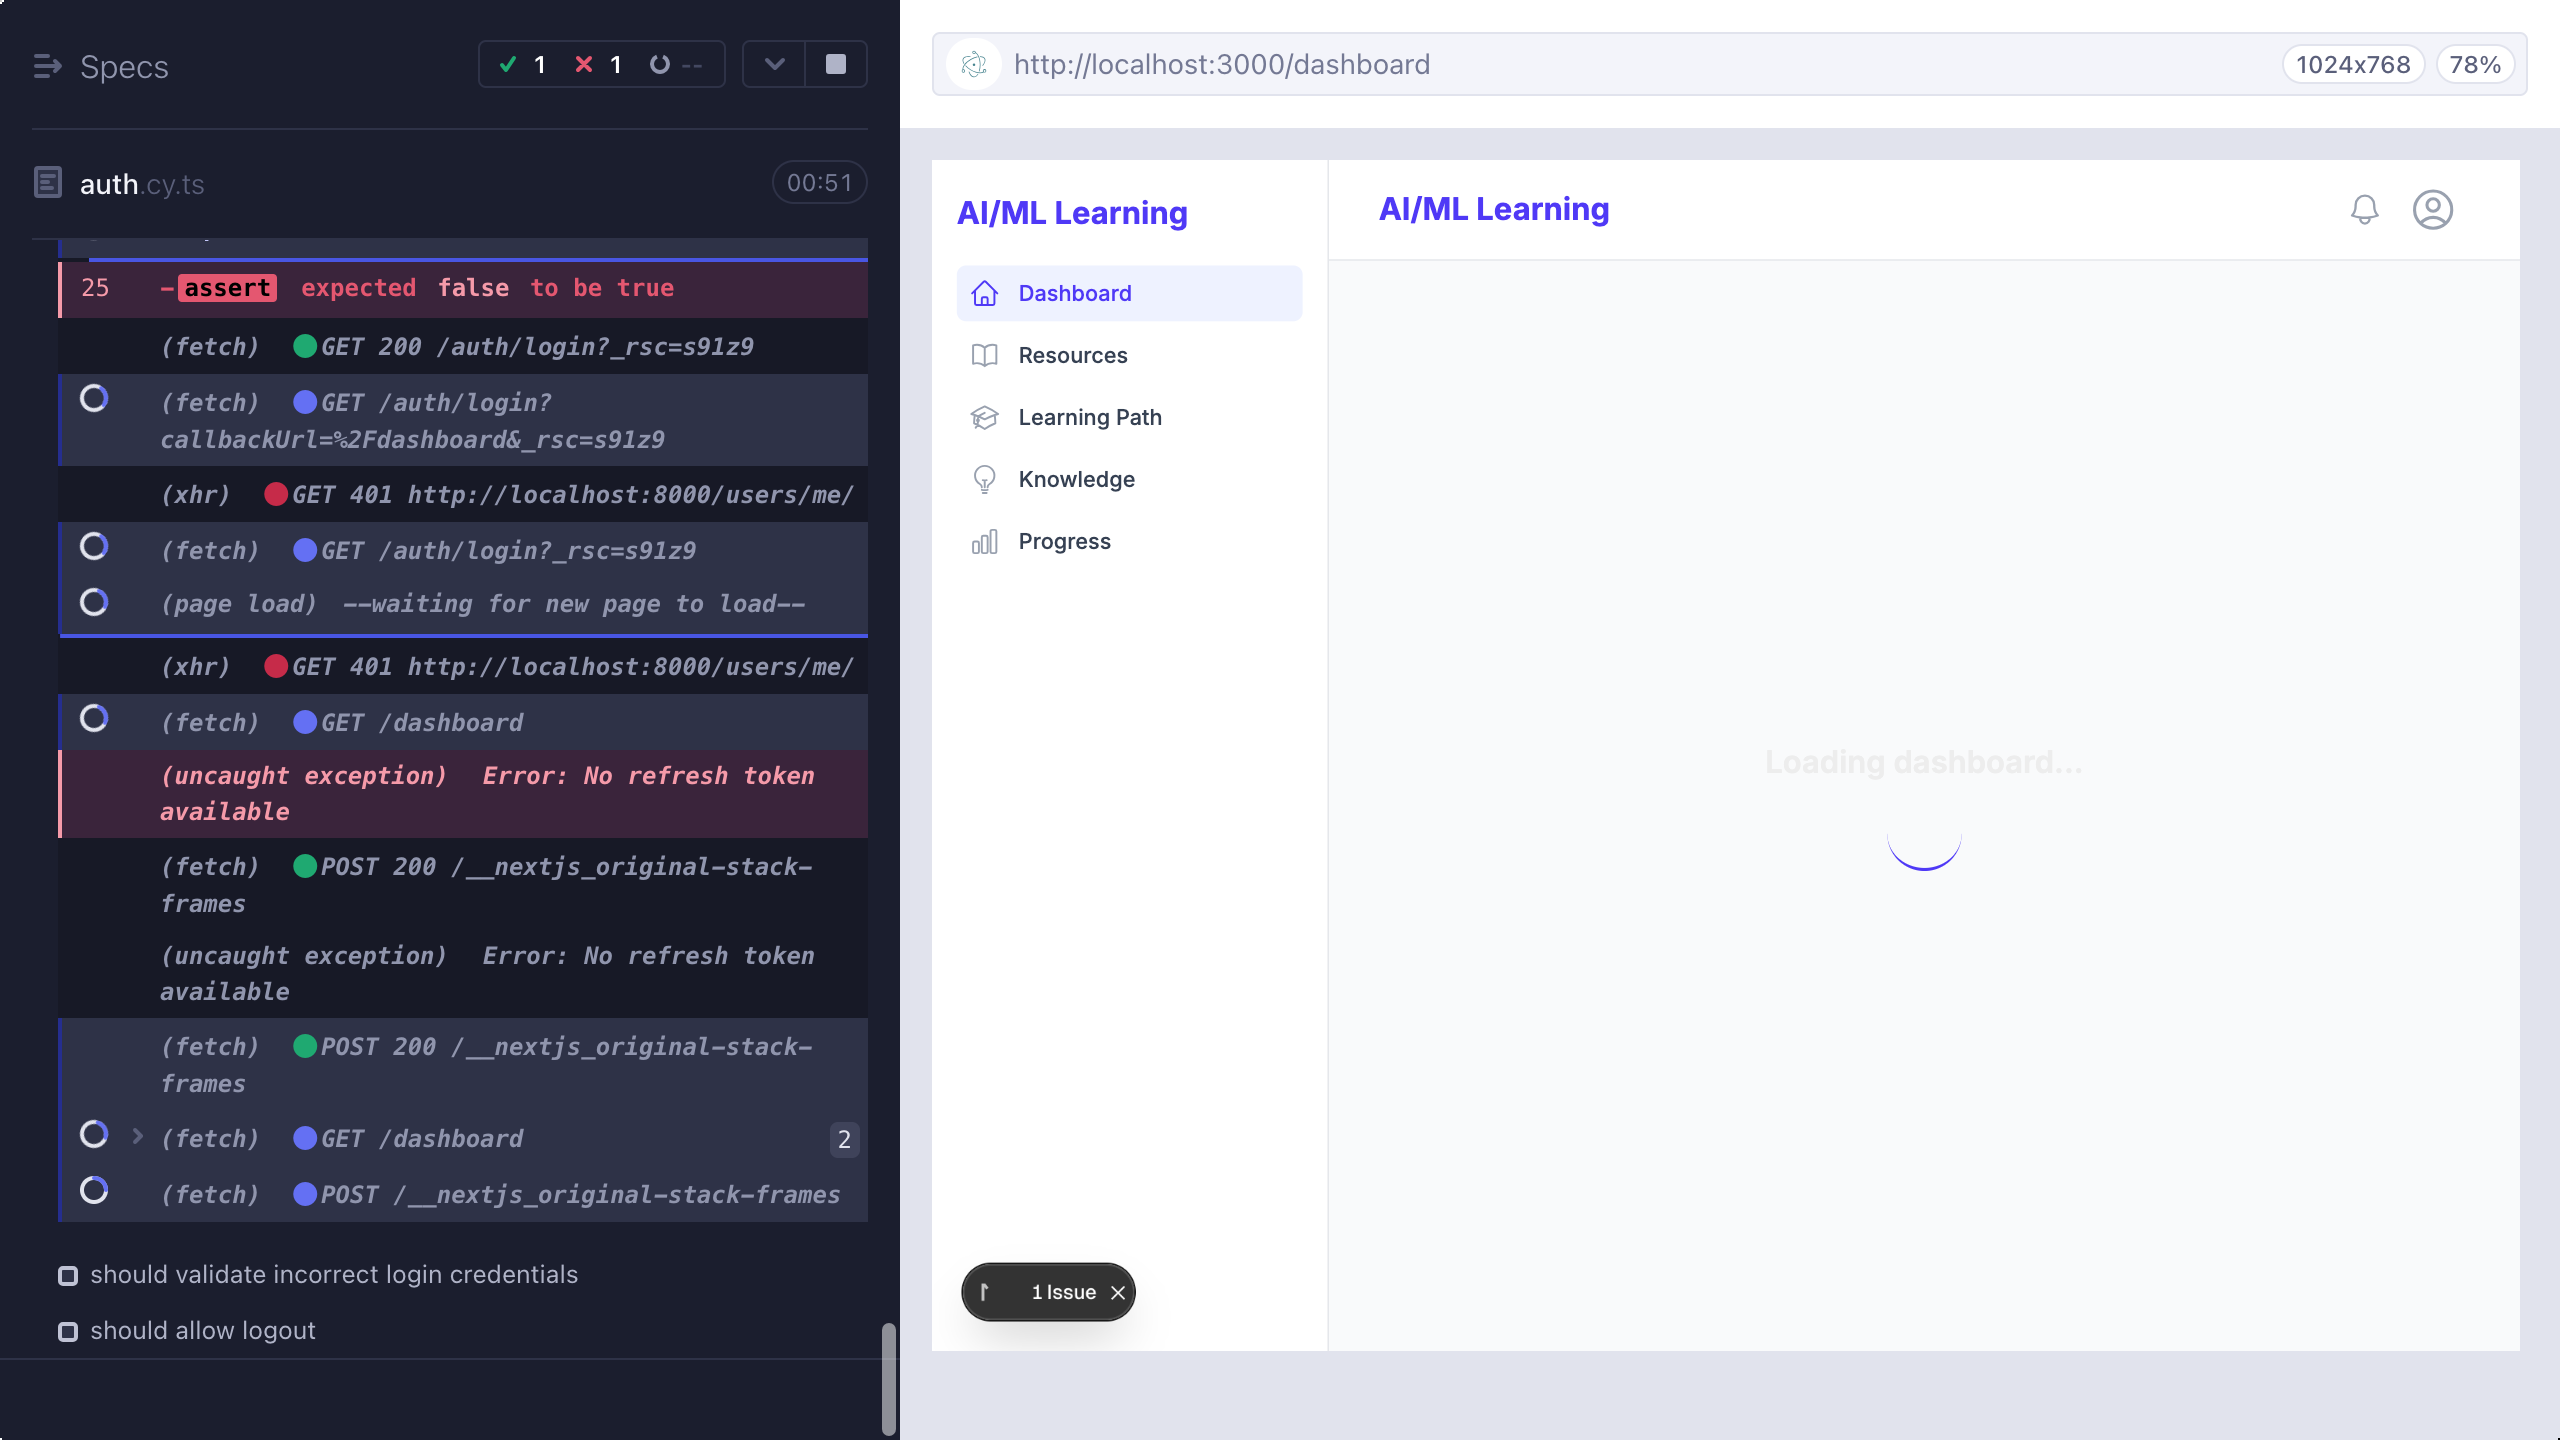 Specs
1
1
--
auth.cy.ts
00:51
25 -assert expected false to be true
(fetch) GET 200 /auth/login?_rsc=s91z9
(fetch) GET /auth/login?
callbackUrl=%2Fdashboard&_rsc=s91z9
(xhr) GET 401 http://localhost:8000/users/me/
(fetch) GET /auth/login?_rsc=s91z9
(page load) --waiting for new page to load--
(xhr) GET 401 http://localhost:8000/users/me/
(fetch) GET /dashboard
(uncaught exception) Error: No refresh token
available
(fetch) POST 200 /__nextjs_original-stack-
frames
(uncaught exception) Error: No refresh token
available
(fetch) POST 200 /__nextjs_original-stack-
frames
(fetch) GET /dashboard 2
(fetch) POST /__nextjs_original-stack-frames
should validate incorrect login credentials
should allow logout
http://localhost:3000/dashboard
1024x768
78%
AI/ML Learning
Dashboard
Resources
Learning Path
Knowledge
Progress
1 Issue
AI/ML Learning
Loading dashboard...